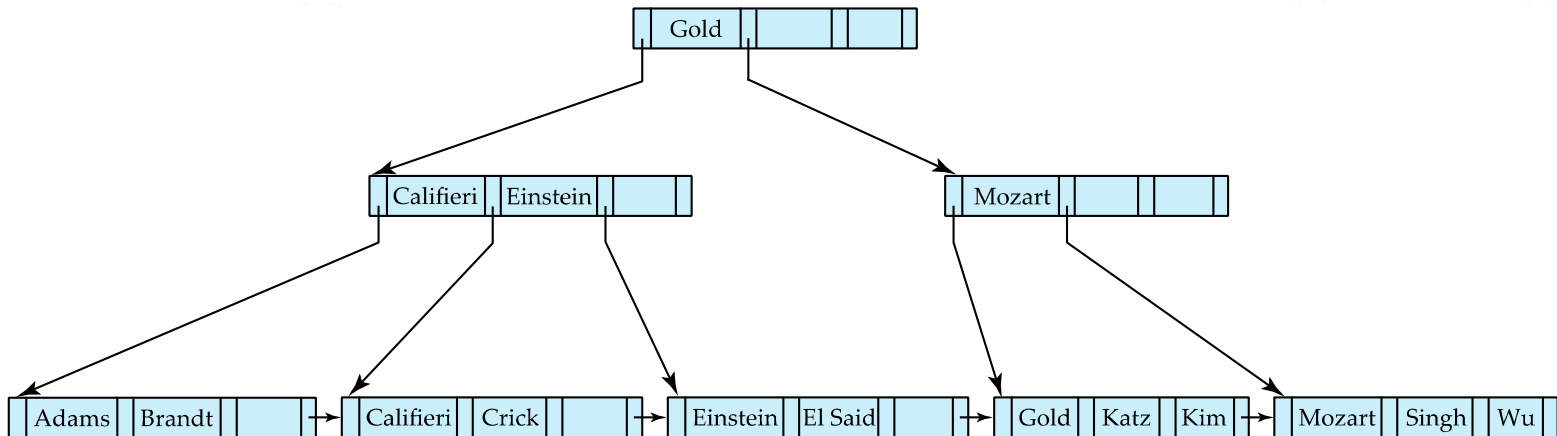 Gold
Califieri Einstein
Mozart
Adams Brandt
Califieri Crick
Einstein El Said
Gold Katz Kim
Mozart Singh Wu